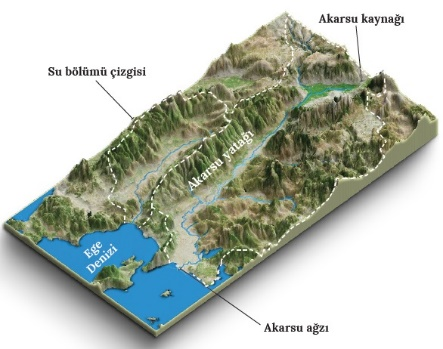 Akarsu kaynağı
Su bölümü çizgisi
Akarsu yatağı
Ege
Denizi
Akarsu ağzı